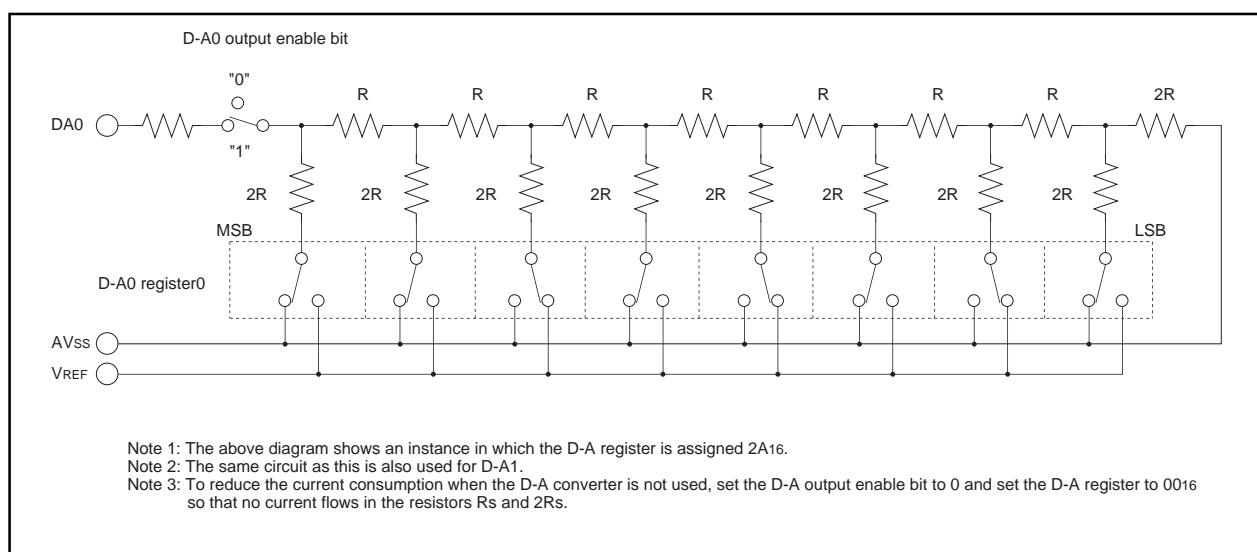 D-A0 output enable bit
"0"
R R R R R R R 2R
DA0
"1"
2R 2R 2R 2R 2R 2R 2R 2R
MSB LSB
D-A0 register0
AVSS
VREF
Note 1: The above diagram shows an instance in which the D-A register is assigned 2A16.
Note 2: The same circuit as this is also used for D-A1.
Note 3: To reduce the current consumption when the D-A converter is not used, set the D-A output enable bit to 0 and set the D-A register to 0016
so that no current flows in the resistors Rs and 2Rs.